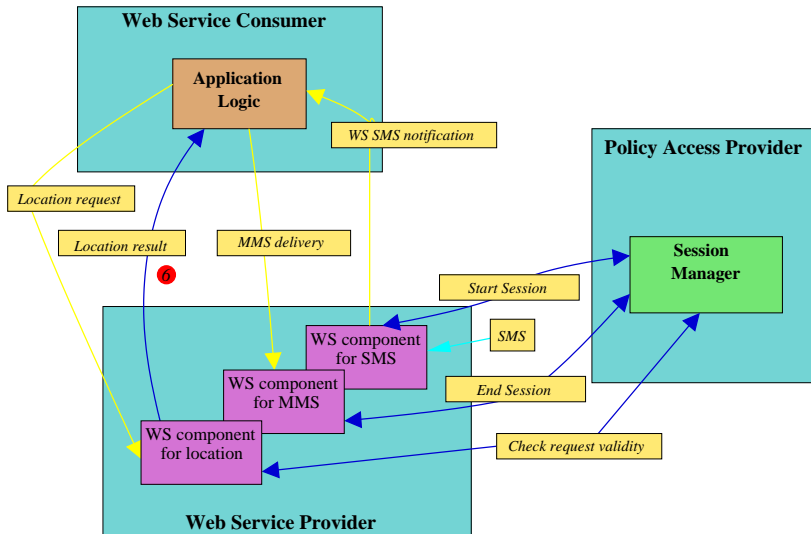 Web Service Consumer
Application
Logic
WS SMS notification
Policy Access Provider
Location request
Location result
MMS delivery
6
Session
Manager
Start Session
SMS
WS component
for SMS
End Session
WS component
for MMS
WS component
for location
Check request validity
Web Service Provider